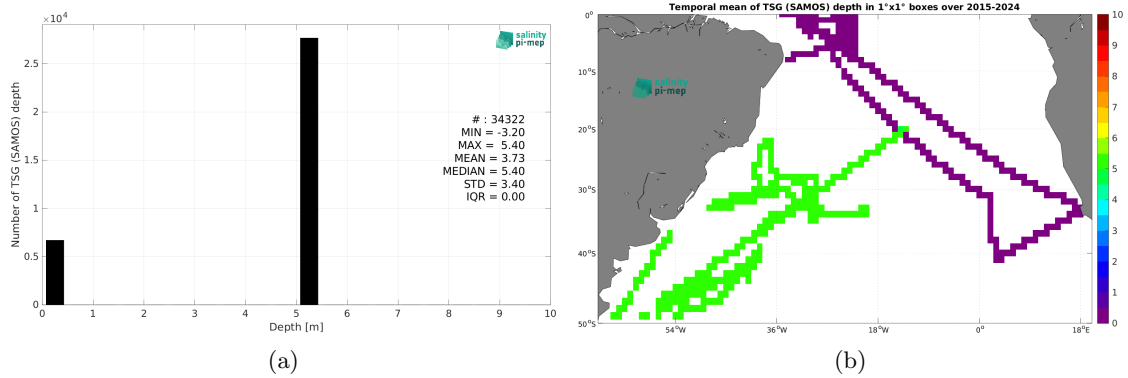 ×10⁴
2.5
2
1.5
1
0.5
0
0 1 2 3 4 5 6 7 8 9 10
Number of TSG (SAMOS) depth
Depth [m]
salinity
pi-mep
# : 34322
MIN = -3.20
MAX = 5.40
MEAN = 3.73
MEDIAN = 5.40
STD = 3.40
IQR = 0.00
(a)
Temporal mean of TSG (SAMOS) depth in 1°x1° boxes over 2015-2024
0°
10°S
20°S
30°S
40°S
50°S
54°W 36°W 18°W 0° 18°E
salinity
pi-mep
10
9
8
7
6
5
4
3
2
1
0
(b)